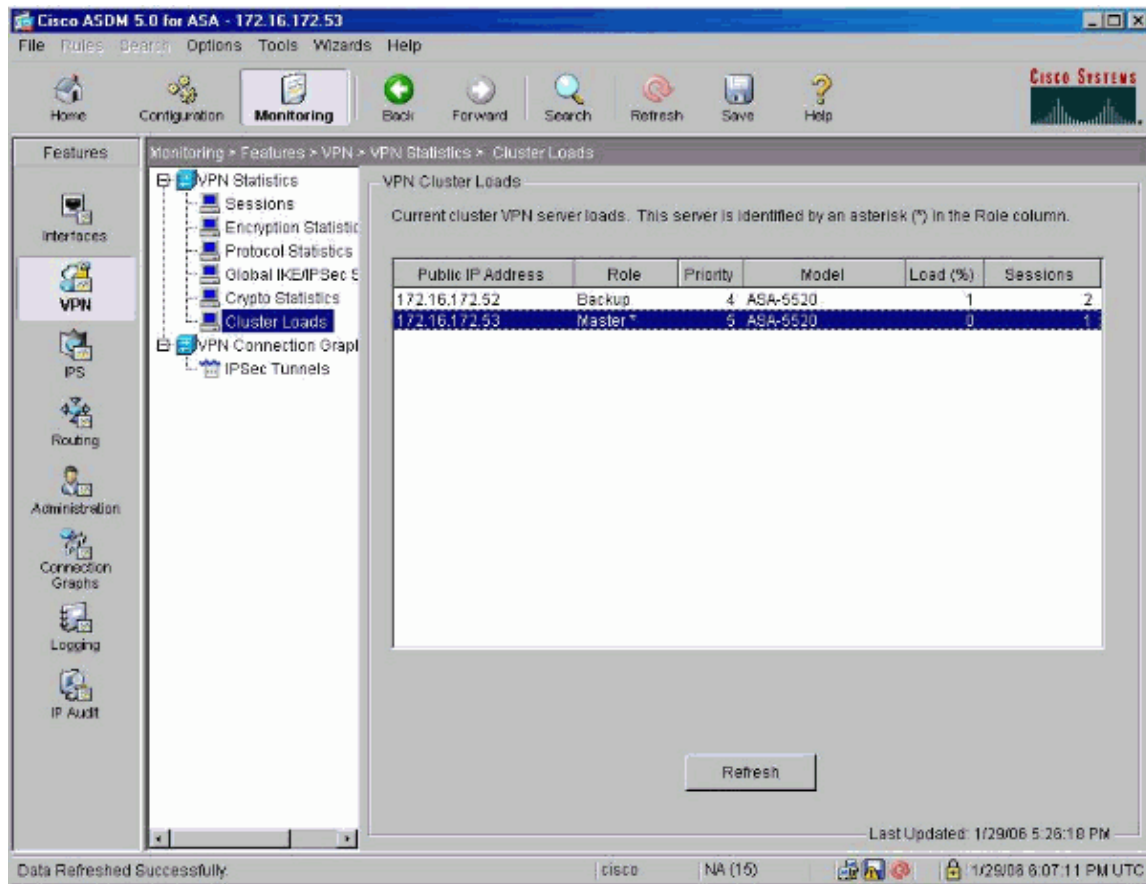 Cisco ASDM 5.0 for ASA - 172.16.172.53
File Rules Search Options Tools Wizards Help
Home
Configuration
Monitoring
Back
Forward
Search
Refresh
Save
Help
CISCO SYSTEMS
Features
Interfaces
VPN
IPS
Routing
Administration
Connection
Graphs
Logging
IP Audit
Monitoring > Features > VPN > VPN Statistics > Cluster Loads
VPN Statistics
Sessions
Encryption Statistic
Protocol Statistics
Global IKE/IPSec S
Crypto Statistics
Cluster Loads
VPN Connection Grapl
IPSec Tunnels
VPN Cluster Loads
Current cluster VPN server loads. This server is identified by an asterisk (*) in the Role column.
Public IP Address Role Priority Model Load (%) Sessions
172.16.172.52 Backup 4 ASA-5520 1 2
172.16.172.53 Master * 5 ASA-5520 0 1
Refresh
Last Updated: 1/29/06 5:26:18 PM
Data Refreshed Successfully. cisco NA (15) 1/29/06 6:07:11 PM UTC